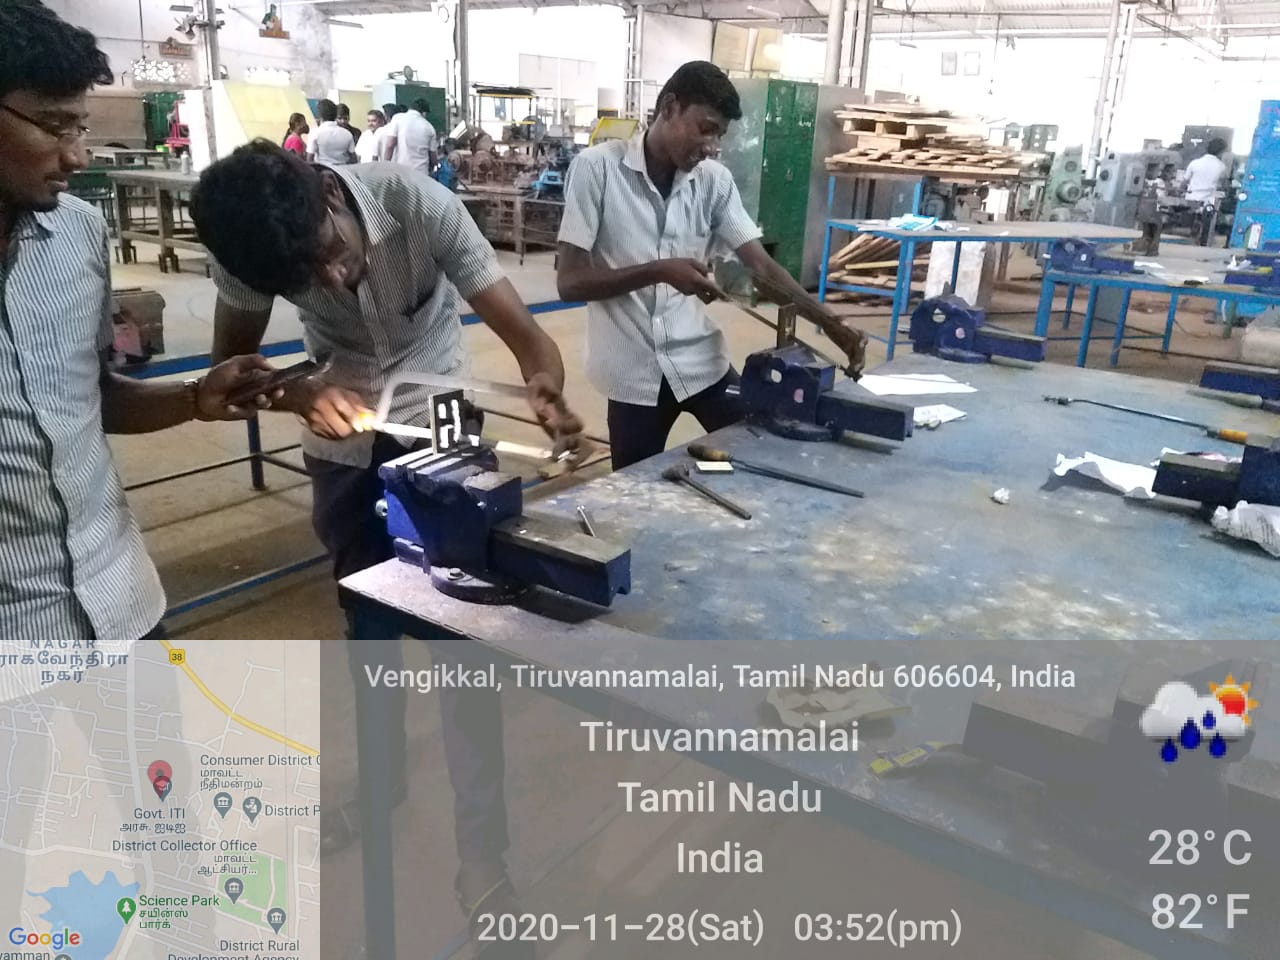 NAGAR
ராகவேந்திரா
நகர்
38
Consumer District C
மாவட்ட
நீதிமன்றம்
Govt. ITI
அரசு. ஐடிஐ
District P
District Collector Office
மாவட்ட
ஆட்சியர்...
Science Park
சயின்ஸ்
பார்க்
District Rural
Development Agency
Google
Vengikkal, Tiruvannamalai, Tamil Nadu 606604, India
Tiruvannamalai
Tamil Nadu
India
2020-11-28(Sat) 03:52(pm)
28°C
82°F